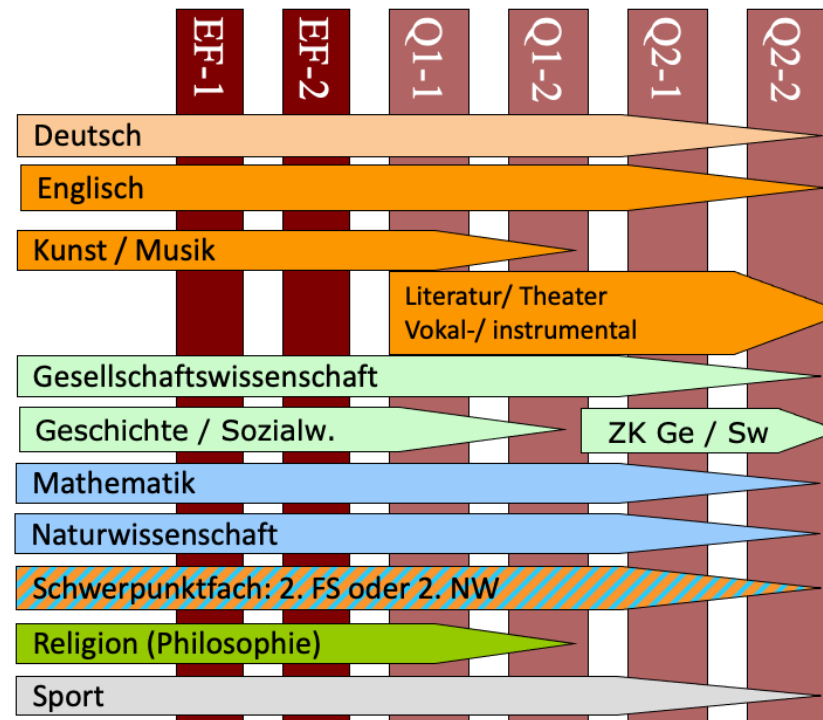 EF-1
EF-2
Q1-1
Q1-2
Q2-1
Q2-2
Deutsch
Englisch
Kunst / Musik
Literatur/ Theater
Vokal-/ instrumental
Gesellschaftswissenschaft
Geschichte / Sozialw.
ZK Ge / Sw
Mathematik
Naturwissenschaft
Schwerpunktfach: 2. FS oder 2. NW
Religion (Philosophie)
Sport